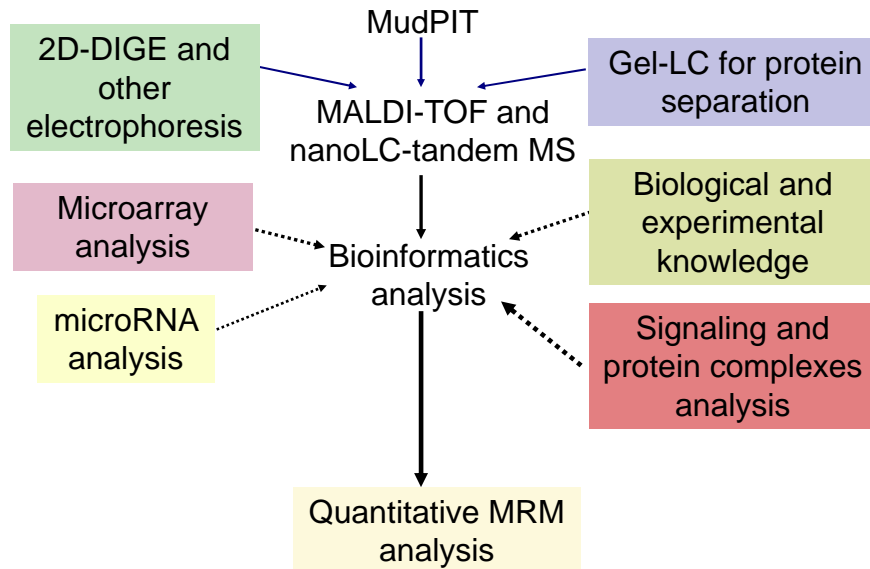 MudPIT
2D-DIGE and
other
electrophoresis
Gel-LC for protein
separation
MALDI-TOF and
nanoLC-tandem MS
Microarray
analysis
Biological and
experimental
knowledge
Bioinformatics
analysis
microRNA
analysis
Signaling and
protein complexes
analysis
Quantitative MRM
analysis